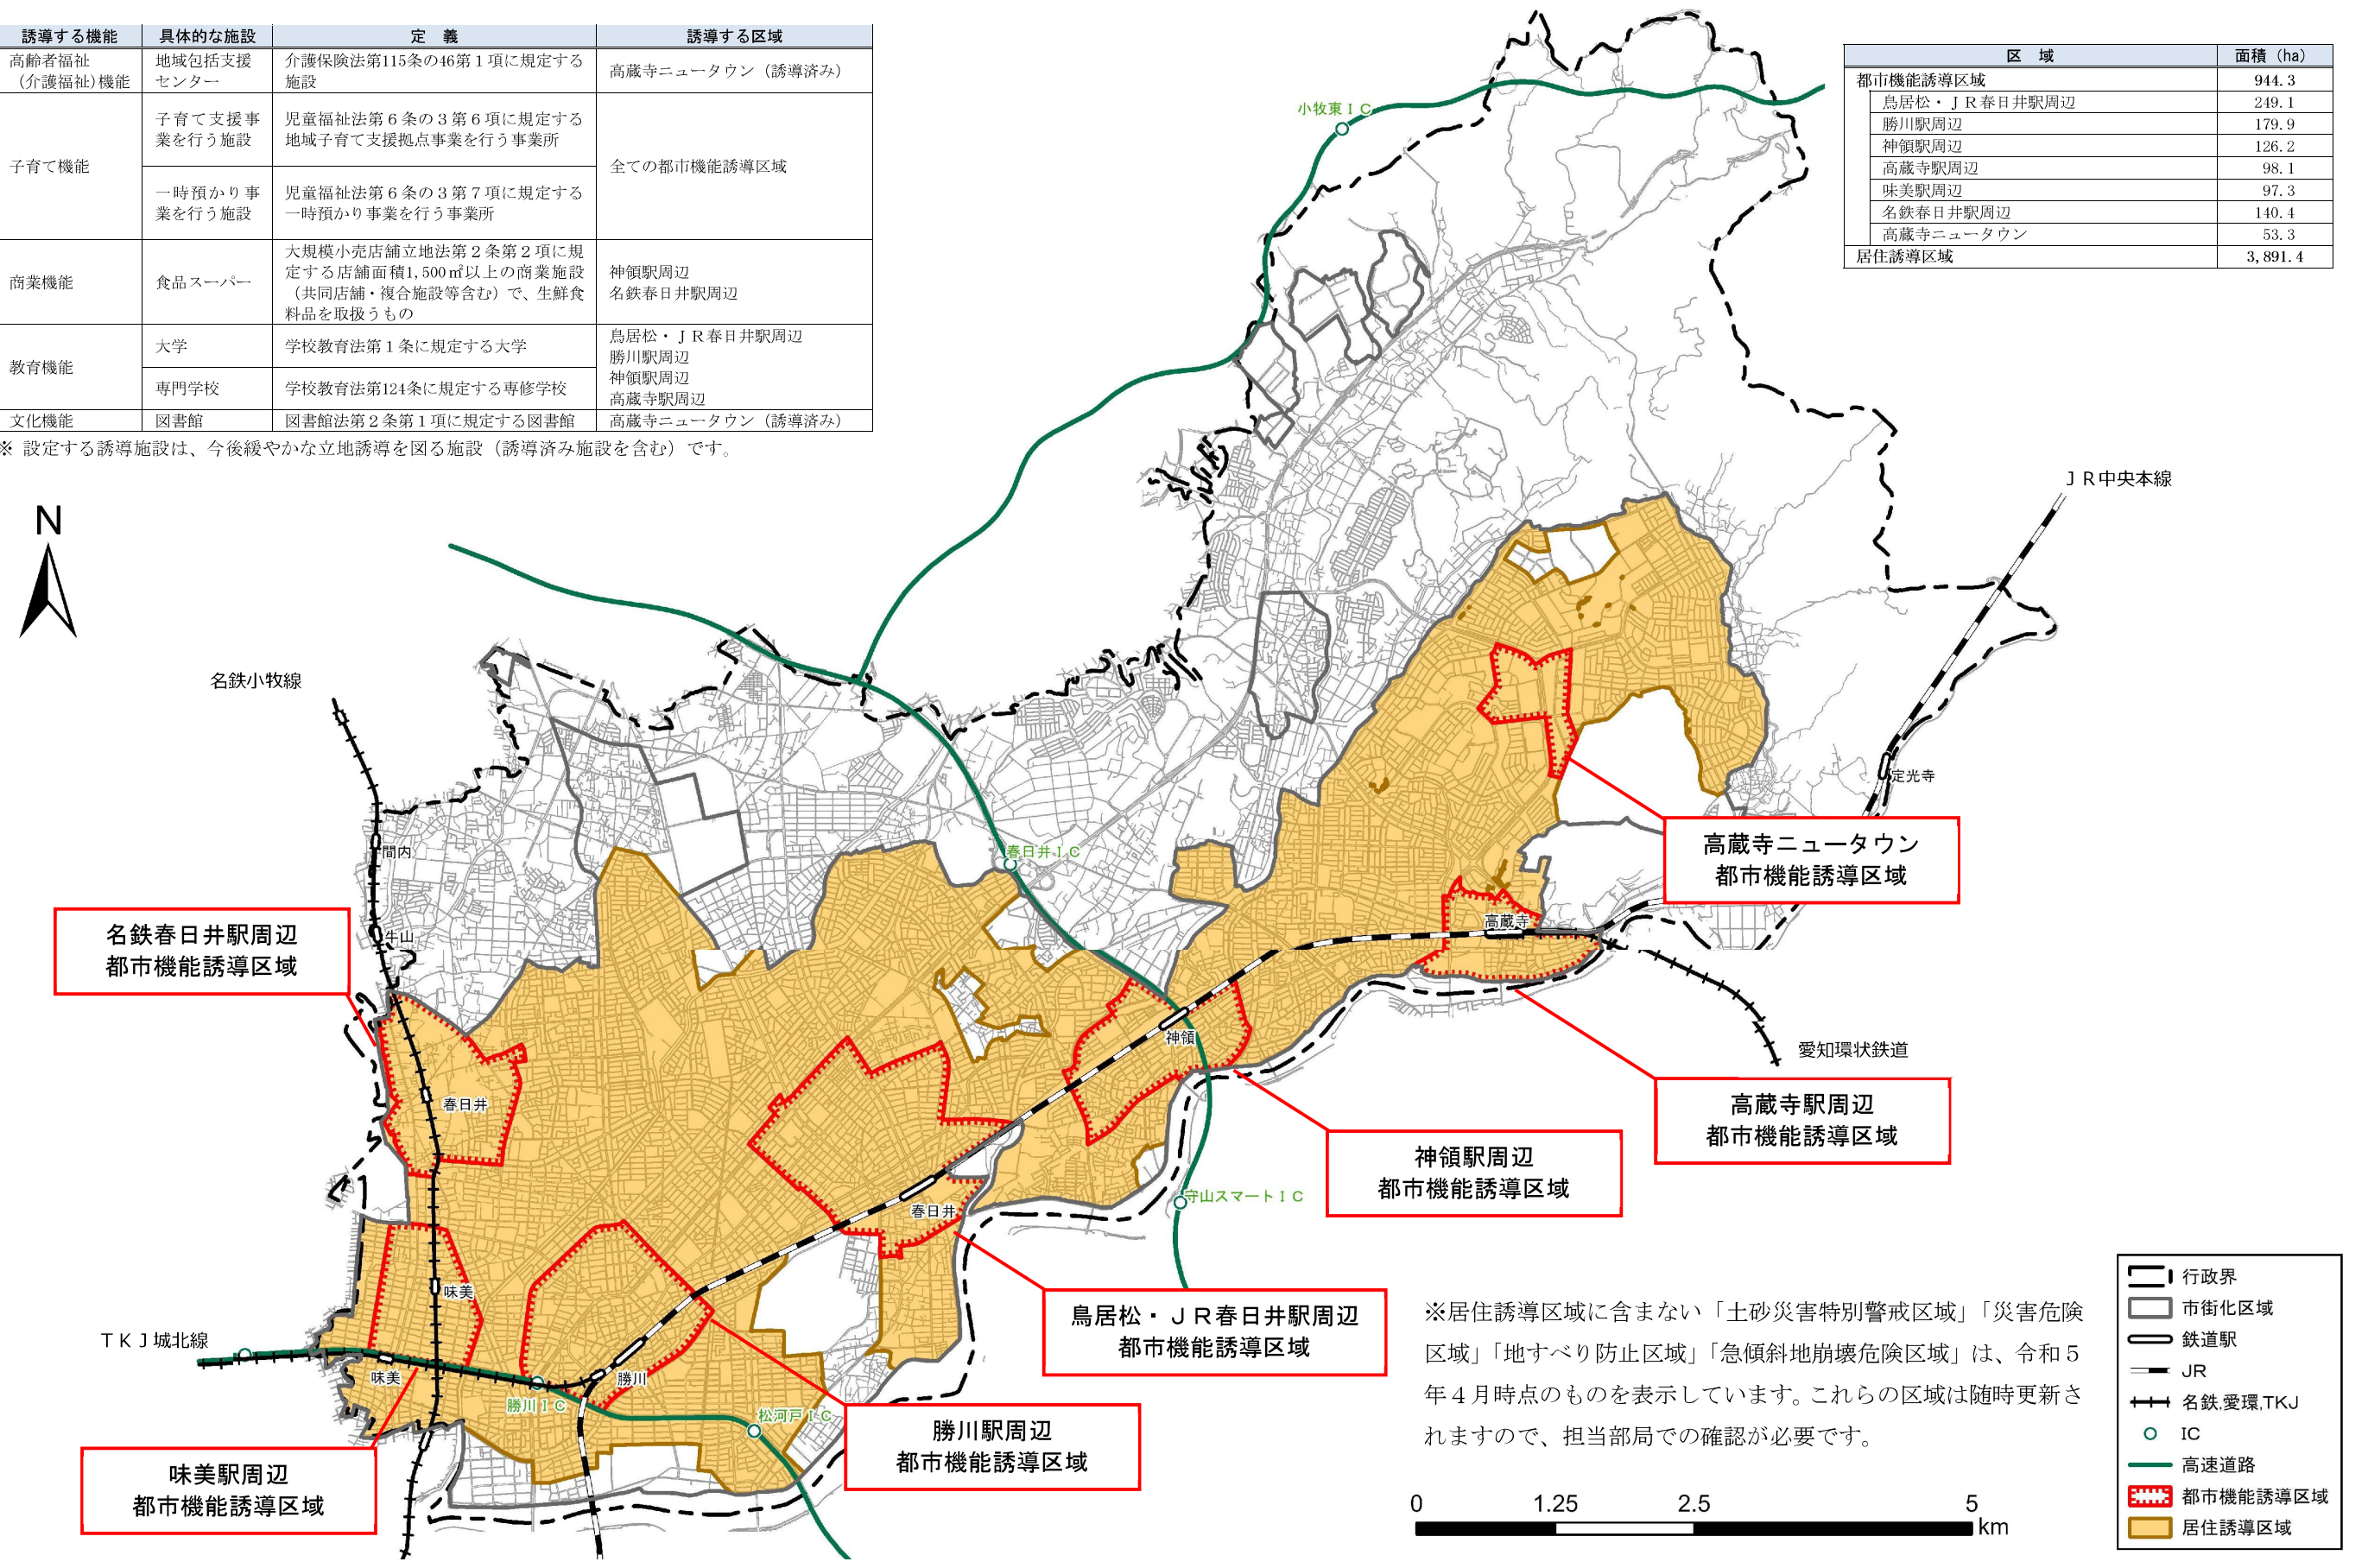 誘導する機能 具体的な施設 定 義 誘導する区域
高齢者福祉
（介護福祉）機能
地域包括支援
センター
介護保険法第115条の46第１項に規定する
施設
高蔵寺ニュータウン（誘導済み）
子育て機能
子育て支援事
業を行う施設
児童福祉法第６条の３第６項に規定する
地域子育て支援拠点事業を行う事業所
全ての都市機能誘導区域
一時預かり事
業を行う施設
児童福祉法第６条の３第７項に規定する
一時預かり事業を行う事業所
商業機能
食品スーパー
大規模小売店舗立地法第２条第２項に規
定する店舗面積1,500㎡以上の商業施設
（共同店舗・複合施設等含む）で、生鮮食
料品を取扱うもの
神領駅周辺
名鉄春日井駅周辺
教育機能
大学
学校教育法第１条に規定する大学
専門学校
学校教育法第124条に規定する専修学校
鳥居松・ＪＲ春日井駅周辺
勝川駅周辺
神領駅周辺
高蔵寺駅周辺
文化機能 図書館 図書館法第２条第１項に規定する図書館 高蔵寺ニュータウン（誘導済み）
※ 設定する誘導施設は、今後緩やかな立地誘導を図る施設（誘導済み施設を含む）です。
区 域 面積（ha）
都市機能誘導区域 944.3
鳥居松・ＪＲ春日井駅周辺 249.1
勝川駅周辺 179.9
神領駅周辺 126.2
高蔵寺駅周辺 98.1
味美駅周辺 97.3
名鉄春日井駅周辺 140.4
高蔵寺ニュータウン 53.3
居住誘導区域 3,891.4
小牧東ＩＣ
ＪＲ中央本線
N
名鉄小牧線
定光寺
間内
春日井ＩＣ
高蔵寺ニュータウン
都市機能誘導区域
高蔵寺
牛山
名鉄春日井駅周辺
都市機能誘導区域
神領
愛知環状鉄道
春日井
高蔵寺駅周辺
都市機能誘導区域
神領駅周辺
都市機能誘導区域
守山スマートＩＣ
春日井
味美
鳥居松・ＪＲ春日井駅周辺
都市機能誘導区域
ＴＫＪ城北線
味美
勝川
勝川ＩＣ
松河戸ＩＣ
勝川駅周辺
都市機能誘導区域
味美駅周辺
都市機能誘導区域
※居住誘導区域に含まない「土砂災害特別警戒区域」「災害危険
区域」「地すべり防止区域」「急傾斜地崩壊危険区域」は、令和５
年４月時点のものを表示しています。これらの区域は随時更新さ
れますので、担当部局での確認が必要です。
0 1.25 2.5 5
km
行政界
市街化区域
鉄道駅
JR
名鉄,愛環,TKJ
IC
高速道路
都市機能誘導区域
居住誘導区域